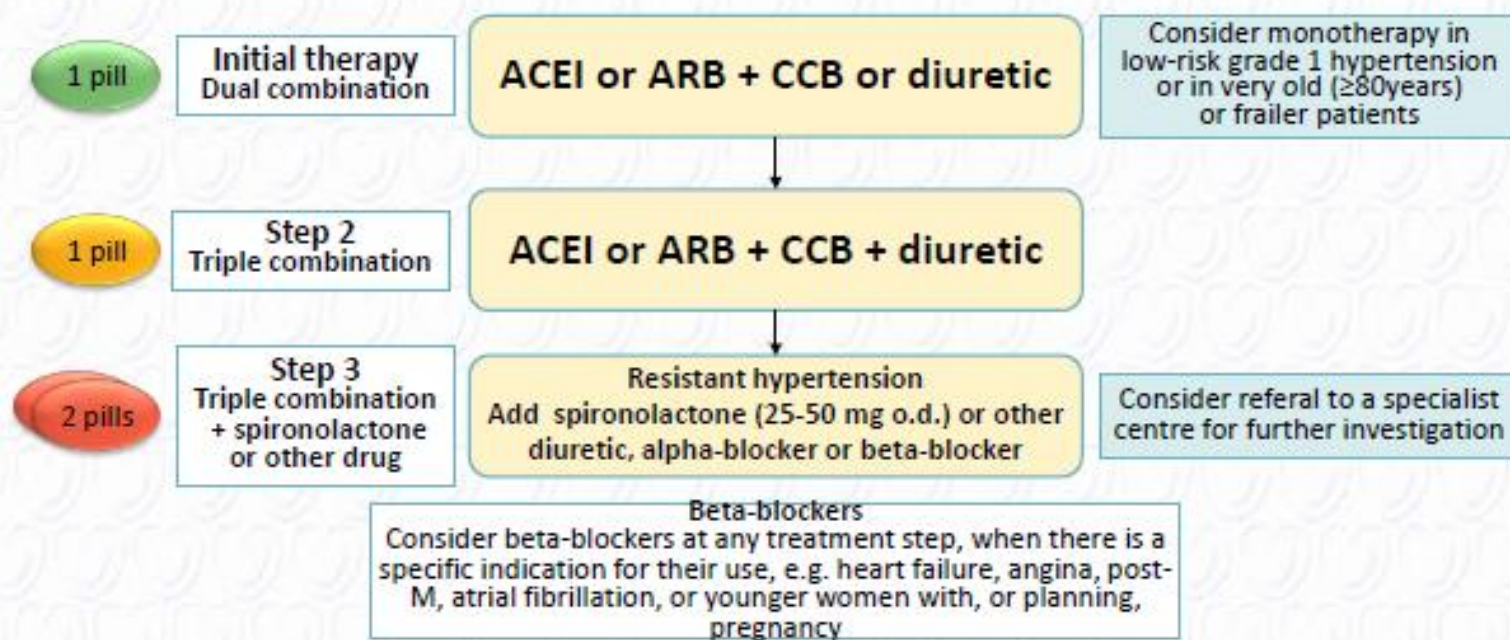 1 pill
Initial therapy
Dual combination
ACEI or ARB + CCB or diuretic
Consider monotherapy in
low-risk grade 1 hypertension
or in very old (≥80years)
or frailer patients
1 pill
Step 2
Triple combination
ACEI or ARB + CCB + diuretic
2 pills
Step 3
Triple combination
+ spironolactone
or other drug
Resistant hypertension
Add spironolactone (25-50 mg o.d.) or other
diuretic, alpha-blocker or beta-blocker
Consider referal to a specialist
centre for further investigation
Beta-blockers
Consider beta-blockers at any treatment step, when there is a
specific indication for their use, e.g. heart failure, angina, post-
M, atrial fibrillation, or younger women with, or planning,
pregnancy